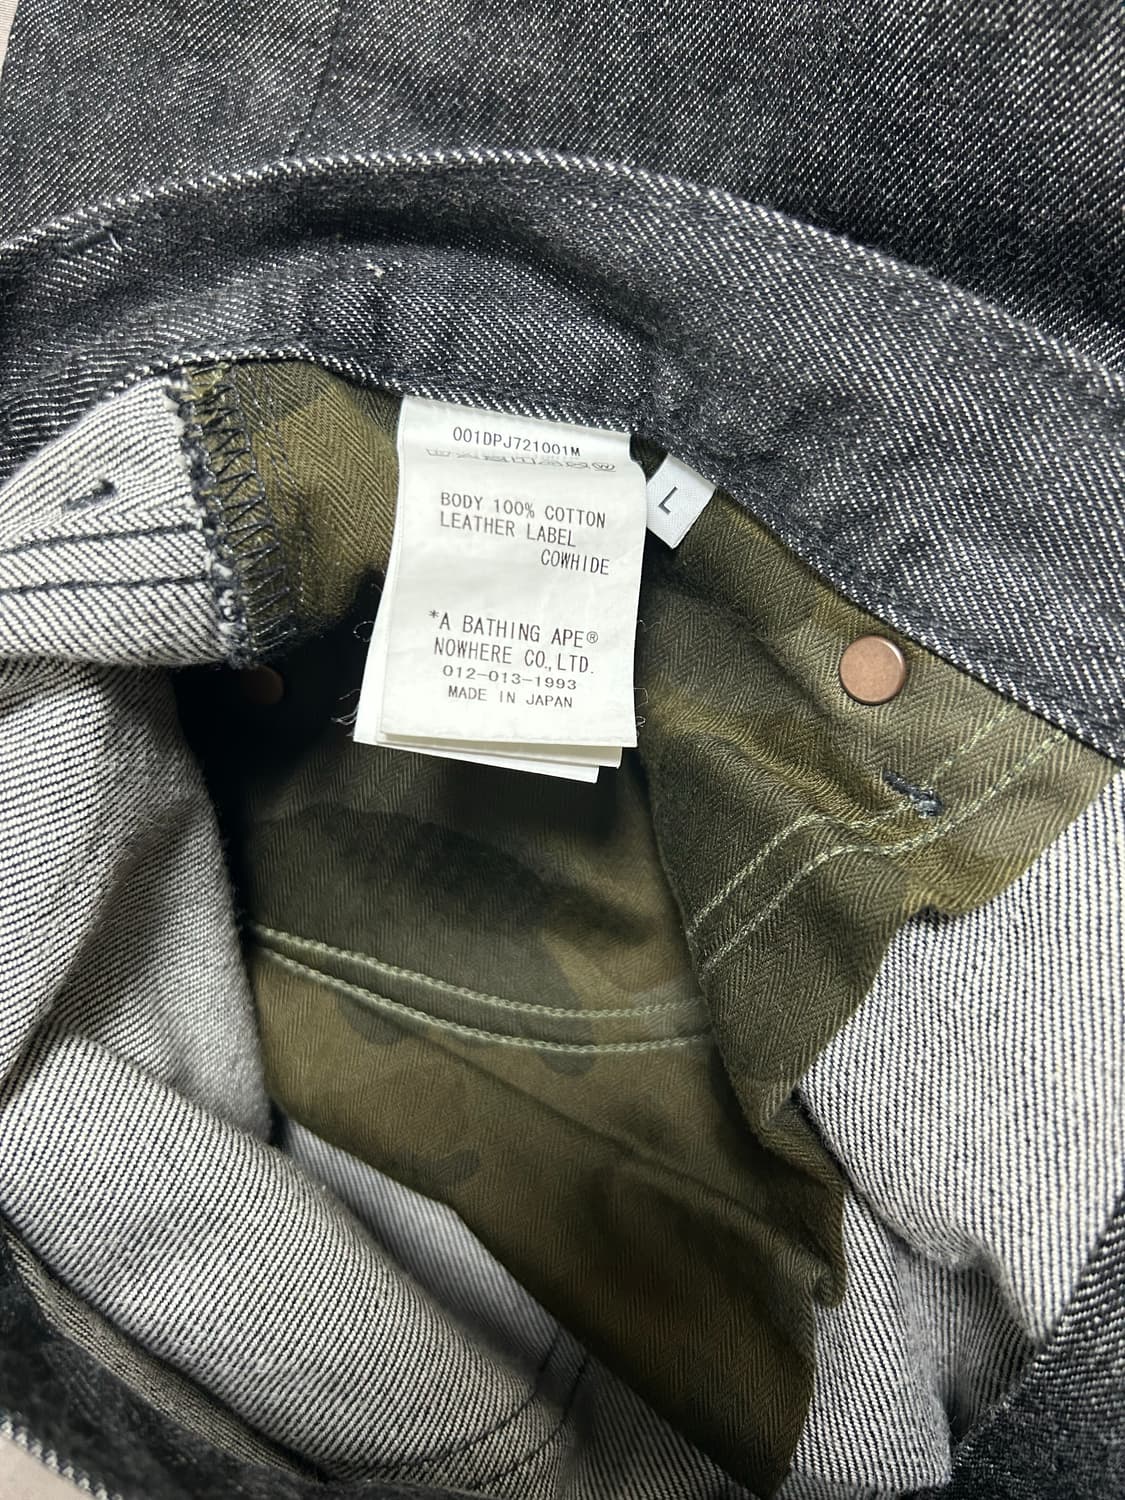 001DPJ721001M
BODY 100% COTTON
LEATHER LABEL
COWHIDE
*A BATHING APE®
NOWHERE CO.,LTD.
012-013-1993
MADE IN JAPAN
L